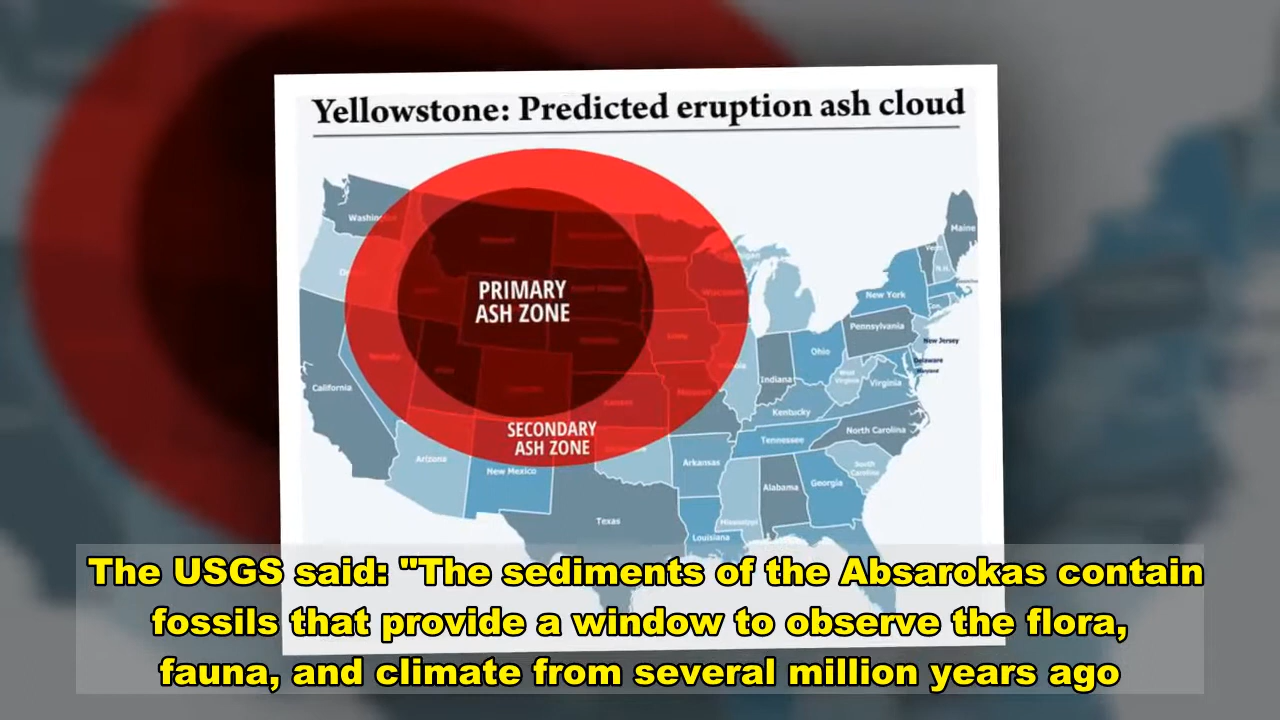 Yellowstone: Predicted eruption ash cloud
Maine
New York
Pennsylvania
New Jersey
Delaware
Maryland
Ohio
Indiana
West
Virginia
Virginia
Kentucky
California
PRIMARY
ASH ZONE
SECONDARY
ASH ZONE
Arizona
New Mexico
North Carolina
Tennessee
South
Carolina
Arkansas
Alabama
Georgia
Mississippi
Texas
Louisiana
The USGS said: "The sediments of the Absarokas contain
fossils that provide a window to observe the flora,
fauna, and climate from several million years ago